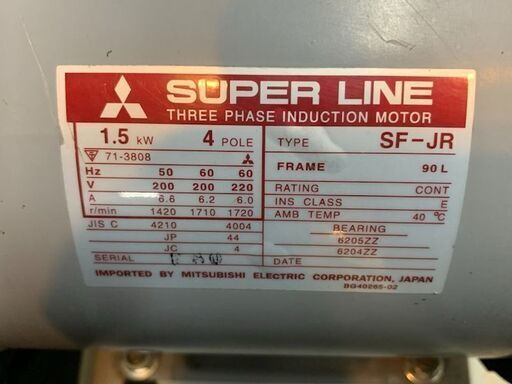 SUPER LINE
THREE PHASE INDUCTION MOTOR
1.5 kW 4 POLE TYPE SF-JR
71-3808
FRAME 90 L
Hz 50 60 60
V 200 200 220
RATING CONT
A 6.6 6.2 6.0
INS CLASS E
r/min 1420 1710 1720
AMB TEMP 40 °C
JIS C 4210 4004
BEARING
JP 44
6205ZZ
JC 4
6204ZZ
SERIAL
DATE
IMPORTED BY MITSUBISHI ELECTRIC CORPORATION, JAPAN
BG40265-02